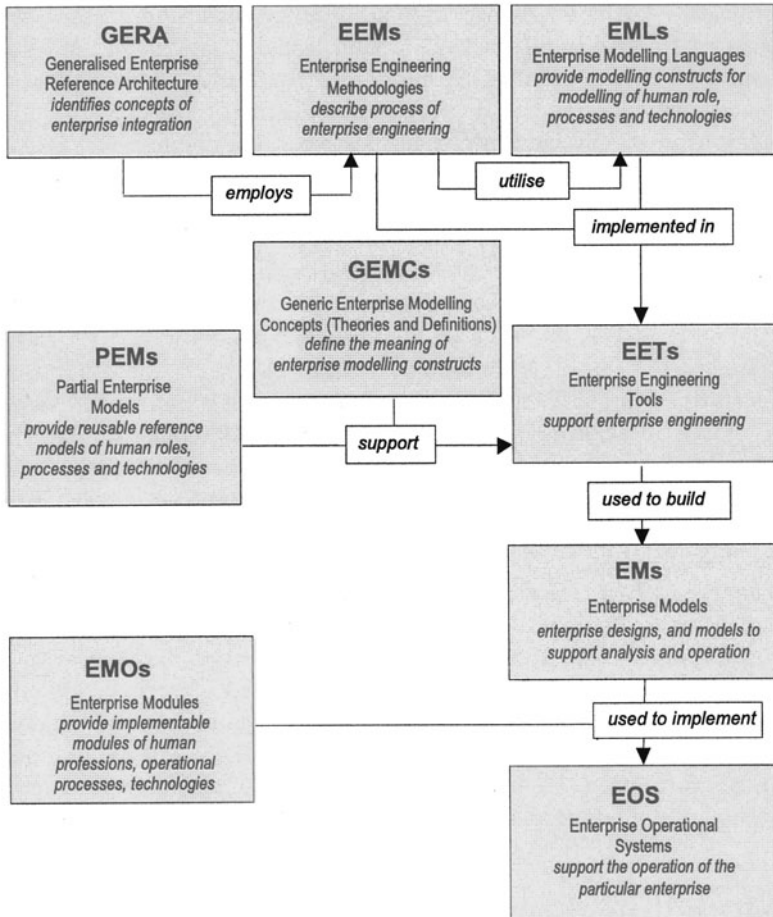 GERA
Generalised Enterprise
Reference Architecture
identifies concepts of
enterprise integration
EEMs
Enterprise Engineering
Methodologies
describe process of
enterprise engineering
EMLs
Enterprise Modelling Languages
provide modelling constructs for
modelling of human role,
processes and technologies
employs
utilise
implemented in
GEMCs
Generic Enterprise Modelling
Concepts (Theories and Definitions)
define the meaning of
enterprise modelling constructs
PEMs
Partial Enterprise
Models
provide reusable reference
models of human roles,
processes and technologies
EETs
Enterprise Engineering
Tools
support enterprise engineering
support
used to build
EMs
Enterprise Models
enterprise designs, and models to
support analysis and operation
EMOs
Enterprise Modules
provide implementable
modules of human
professions, operational
processes, technologies
used to implement
EOS
Enterprise Operational
Systems
support the operation of the
particular enterprise